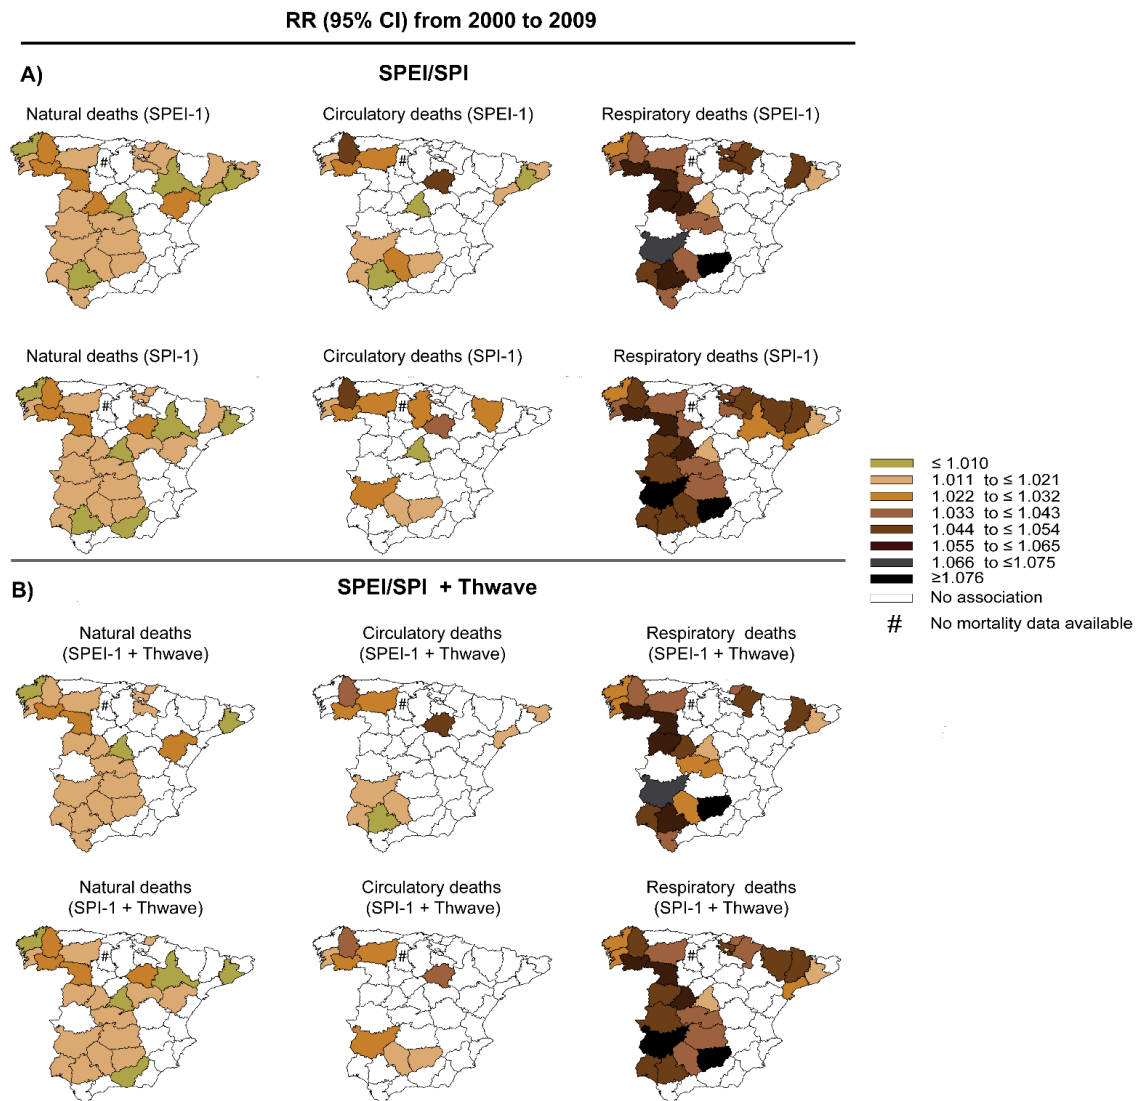 RR (95% CI) from 2000 to 2009
A)
SPEI/SPI
Natural deaths (SPEI-1)
Circulatory deaths (SPEI-1)
Respiratory deaths (SPEI-1)
#
#
#
Natural deaths (SPI-1)
Circulatory deaths (SPI-1)
Respiratory deaths (SPI-1)
#
#
#
≤ 1.010
1.011 to ≤ 1.021
1.022 to ≤ 1.032
1.033 to ≤ 1.043
1.044 to ≤ 1.054
1.055 to ≤ 1.065
1.066 to ≤1.075
≥1.076
No association
# No mortality data available
B)
SPEI/SPI + Thwave
Natural deaths
(SPEI-1 + Thwave)
Circulatory deaths
(SPEI-1 + Thwave)
Respiratory deaths
(SPEI-1 + Thwave)
#
#
#
Natural deaths
(SPI-1 + Thwave)
Circulatory deaths
(SPI-1 + Thwave)
Respiratory deaths
(SPI-1 + Thwave)
#
#
#